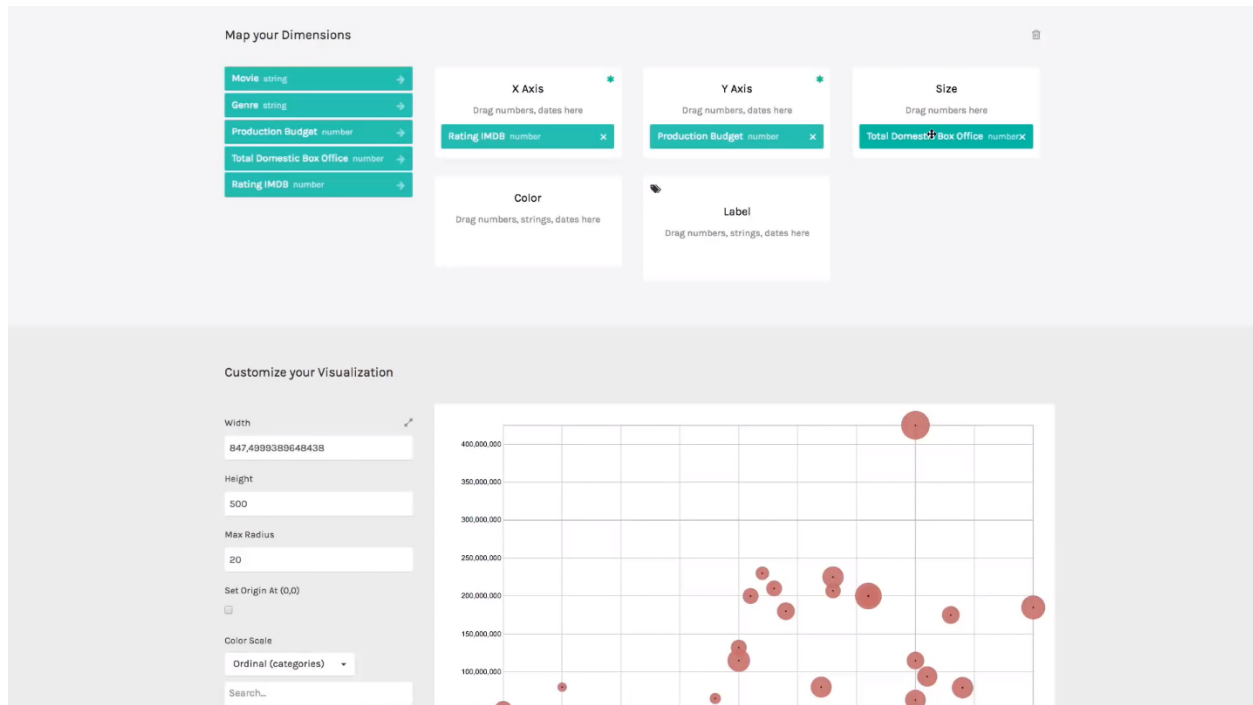 Map your Dimensions
Movie string
Genre string
Production Budget number
Total Domestic Box Office number
Rating IMDB number
X Axis
Drag numbers, dates here
Rating IMDB number
Y Axis
Drag numbers, dates here
Production Budget number
Size
Drag numbers here
Total Domestic Box Office number
Color
Drag numbers, strings, dates here
Label
Drag numbers, strings, dates here
Customize your Visualization
Width
847,4999389648438
Height
500
Max Radius
20
Set Origin At (0,0)
Color Scale
Ordinal (categories)
Search...
400,000,000
350,000,000
300,000,000
250,000,000
200,000,000
150,000,000
100,000,000